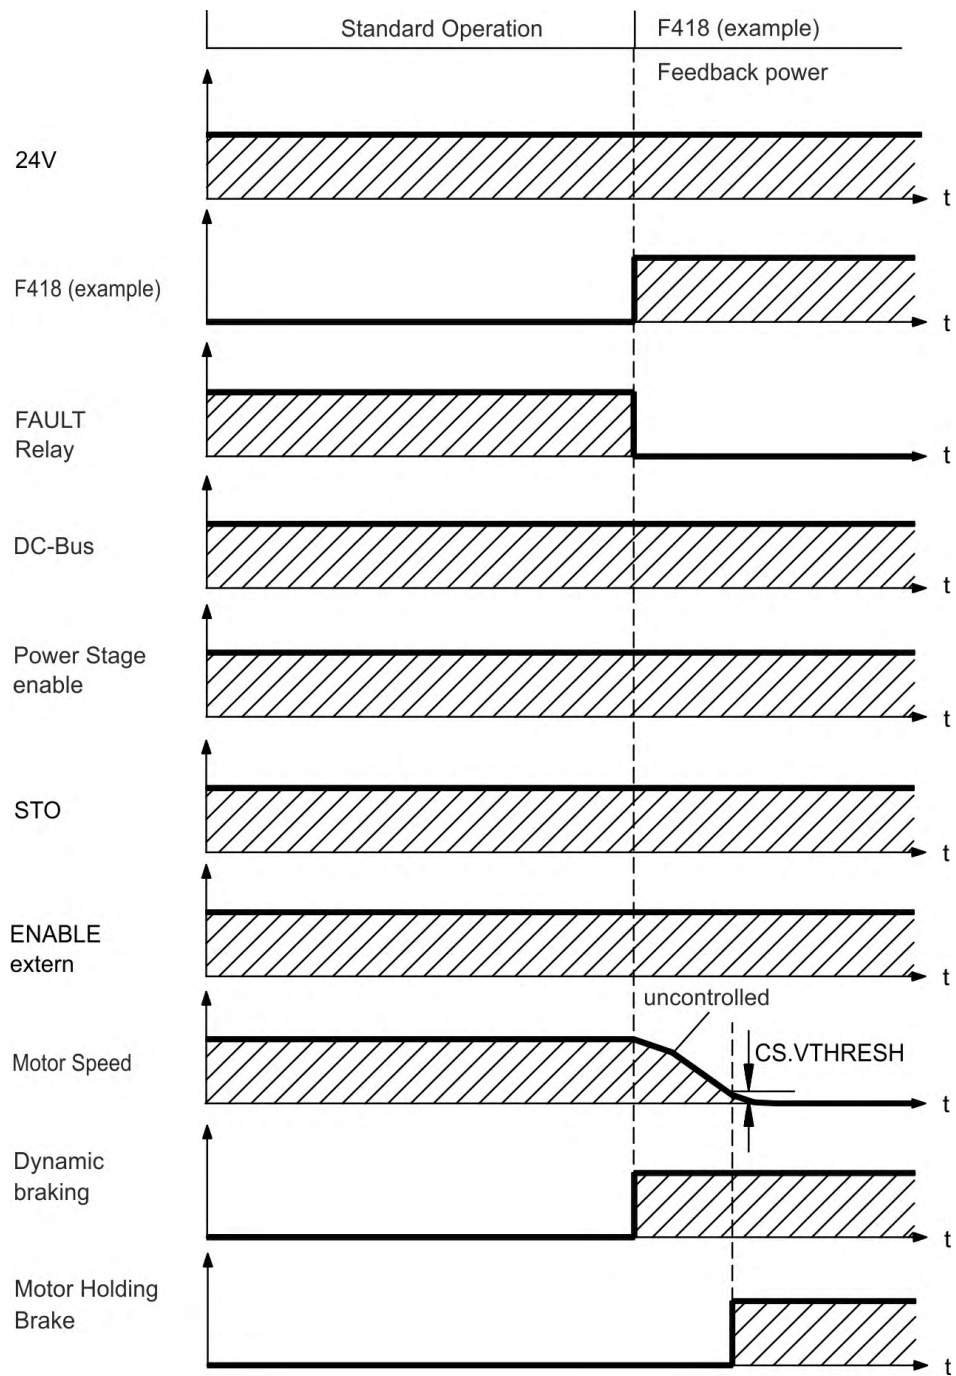 Standard Operation
F418 (example)
Feedback power
24V
t
F418 (example)
t
FAULT
Relay
t
DC-Bus
t
Power Stage
enable
t
STO
t
ENABLE
extern
t
uncontrolled
CS.VTHRESH
Motor Speed
t
Dynamic
braking
t
Motor Holding
Brake
t